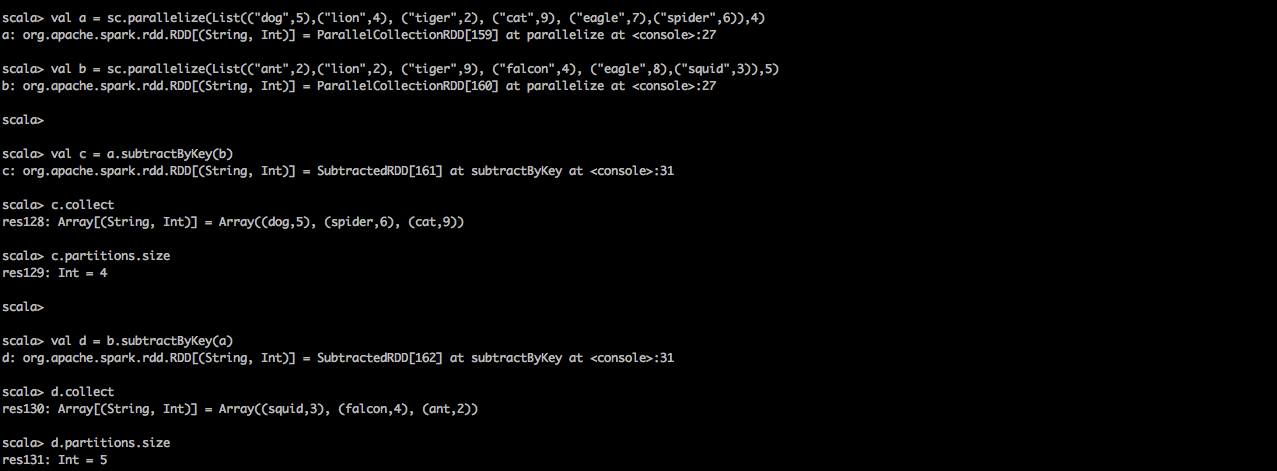 scala> val a = sc.parallelize(List(("dog",5),("lion",4), ("tiger",2), ("cat",9), ("eagle",7),("spider",6)),4)
a: org.apache.spark.rdd.RDD[(String, Int)] = ParallelCollectionRDD[159] at parallelize at <console>:27
scala> val b = sc.parallelize(List(("ant",2),("lion",2), ("tiger",9), ("falcon",4), ("eagle",8),("squid",3)),5)
b: org.apache.spark.rdd.RDD[(String, Int)] = ParallelCollectionRDD[160] at parallelize at <console>:27
scala>
scala> val c = a.subtractByKey(b)
c: org.apache.spark.rdd.RDD[(String, Int)] = SubtractedRDD[161] at subtractByKey at <console>:31
scala> c.collect
res128: Array[(String, Int)] = Array((dog,5), (spider,6), (cat,9))
scala> c.partitions.size
res129: Int = 4
scala>
scala> val d = b.subtractByKey(a)
d: org.apache.spark.rdd.RDD[(String, Int)] = SubtractedRDD[162] at subtractByKey at <console>:31
scala> d.collect
res130: Array[(String, Int)] = Array((squid,3), (falcon,4), (ant,2))
scala> d.partitions.size
res131: Int = 5